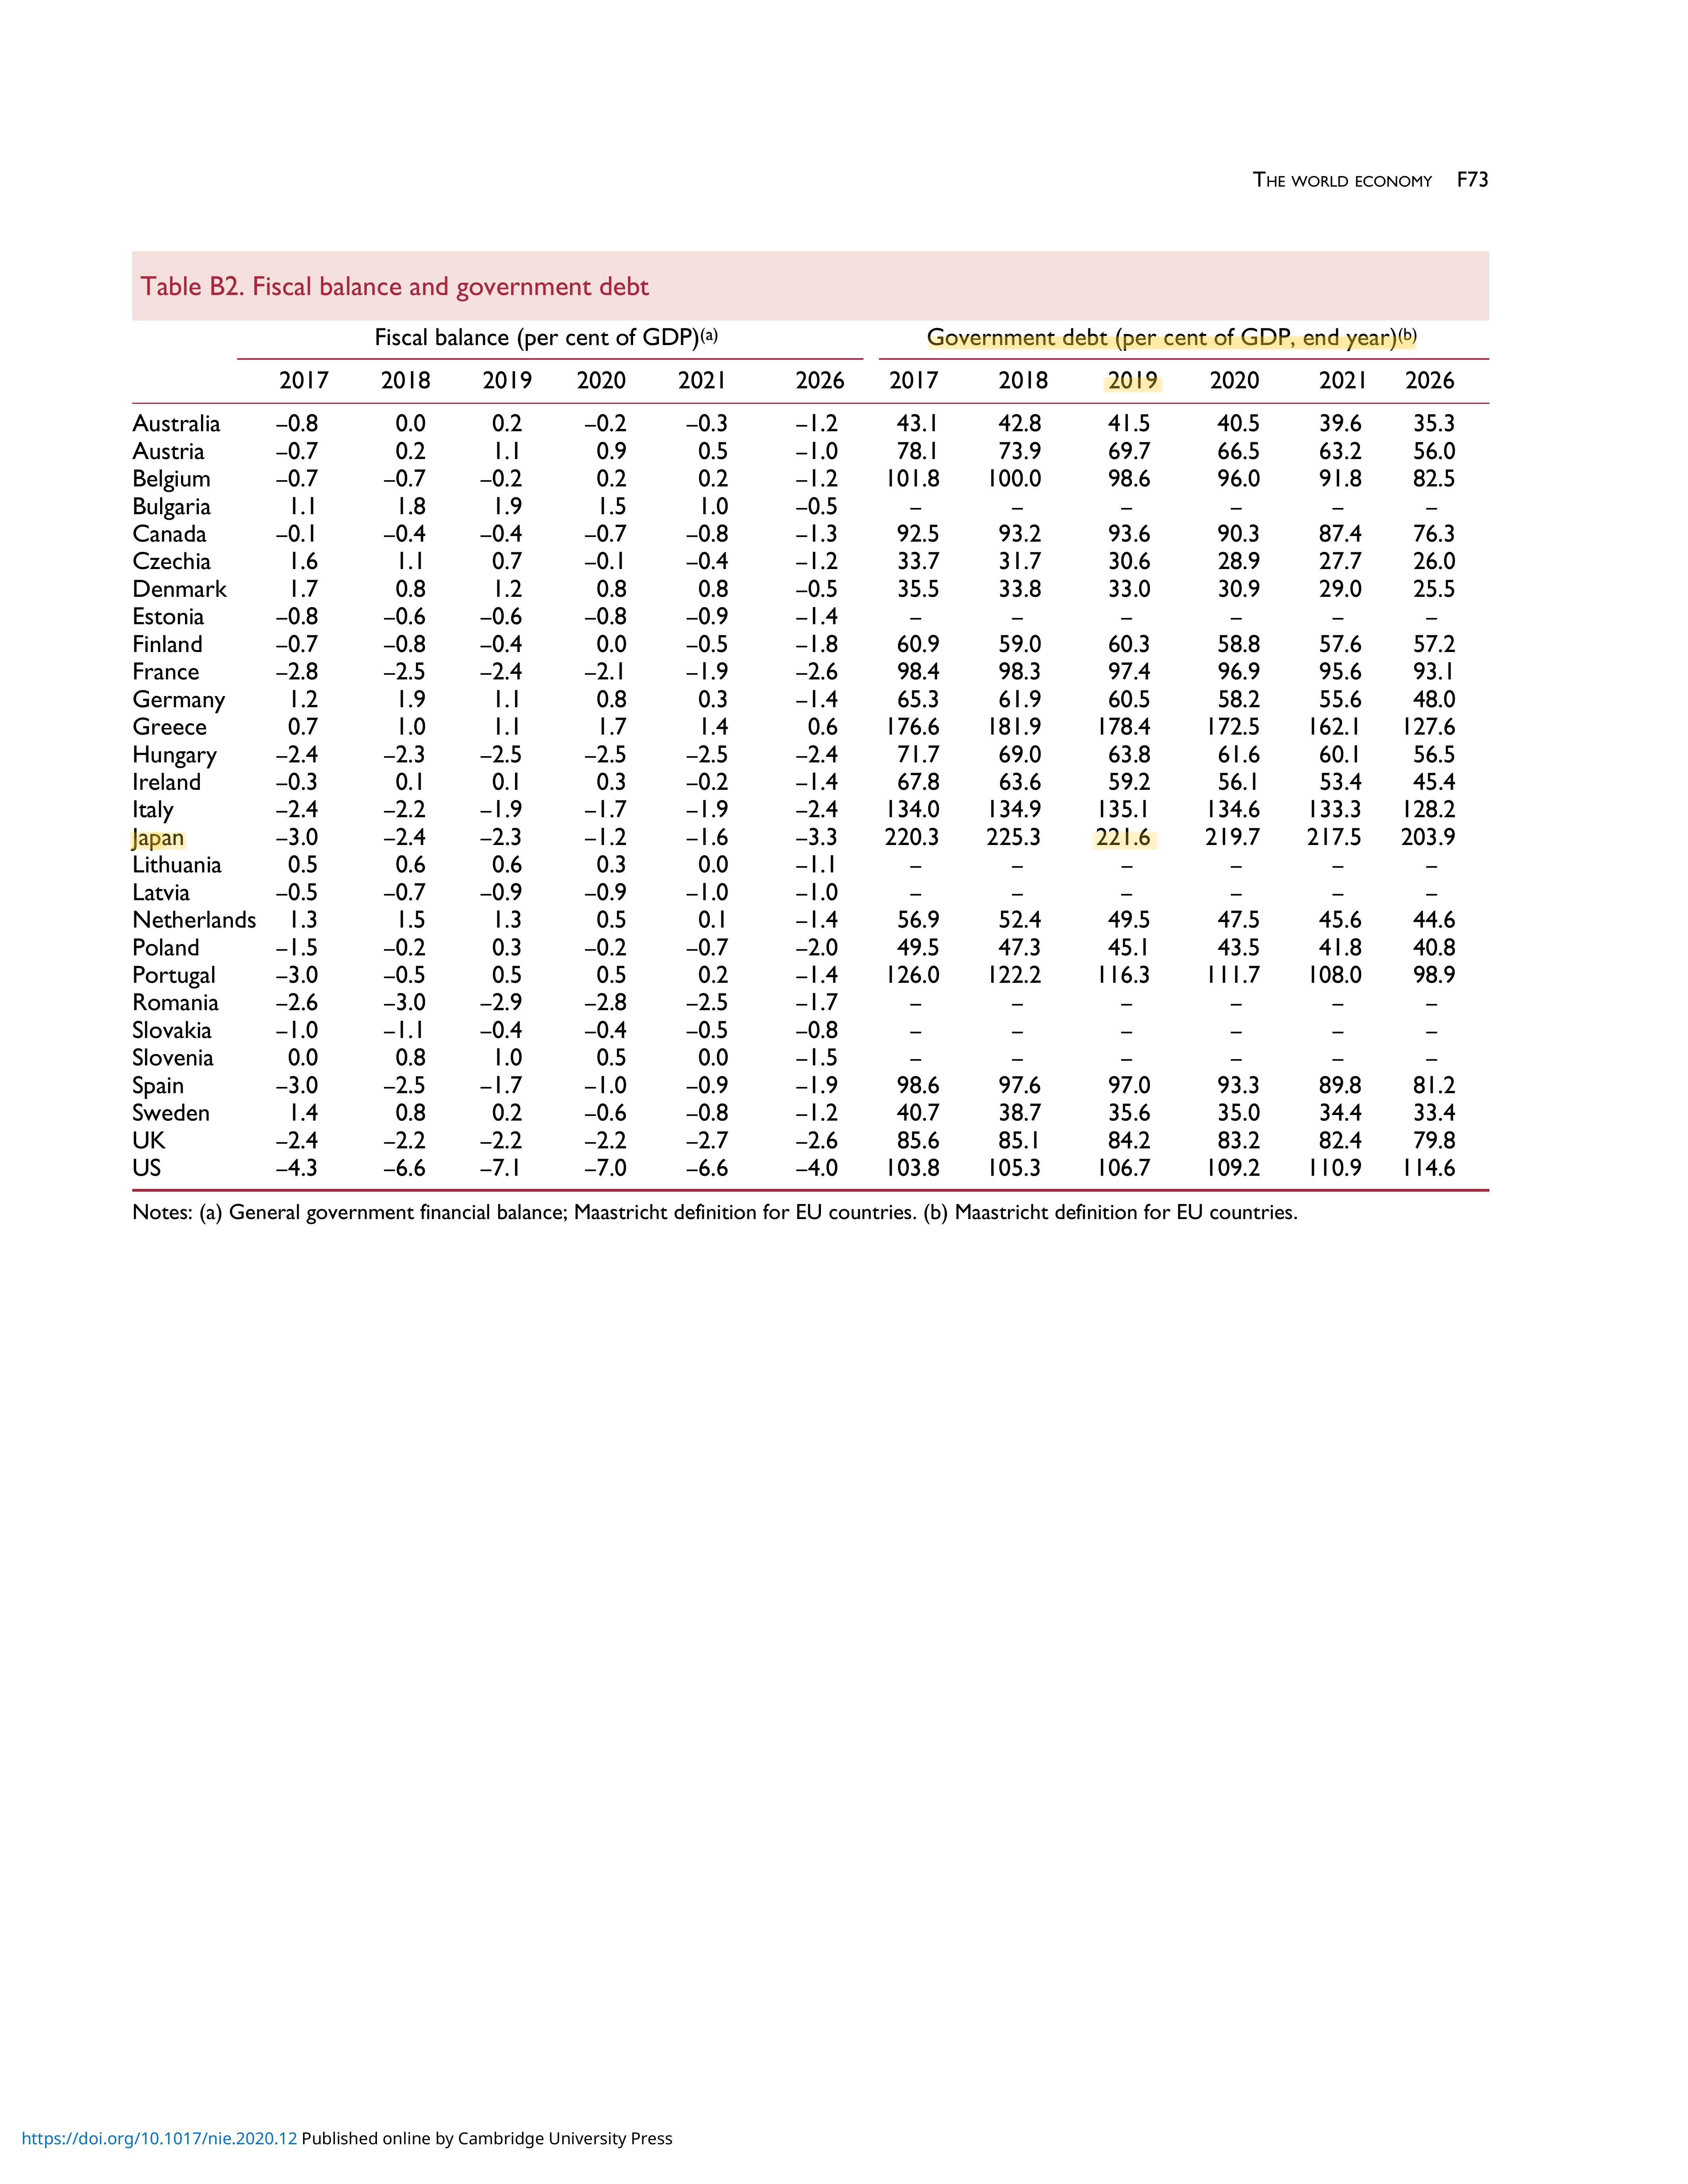 THE WORLD ECONOMY F73
Table B2. Fiscal balance and government debt
Fiscal balance (per cent of GDP)(a) Government debt (per cent of GDP, end year)(b)
2017 2018 2019 2020 2021 2026 2017 2018 2019 2020 2021 2026
Australia –0.8 0.0 0.2 –0.2 –0.3 –1.2 43.1 42.8 41.5 40.5 39.6 35.3
Austria –0.7 0.2 1.1 0.9 0.5 –1.0 78.1 73.9 69.7 66.5 63.2 56.0
Belgium –0.7 –0.7 –0.2 0.2 0.2 –1.2 101.8 100.0 98.6 96.0 91.8 82.5
Bulgaria 1.1 1.8 1.9 1.5 1.0 –0.5 – – – – – –
Canada –0.1 –0.4 –0.4 –0.7 –0.8 –1.3 92.5 93.2 93.6 90.3 87.4 76.3
Czechia 1.6 1.1 0.7 –0.1 –0.4 –1.2 33.7 31.7 30.6 28.9 27.7 26.0
Denmark 1.7 0.8 1.2 0.8 0.8 –0.5 35.5 33.8 33.0 30.9 29.0 25.5
Estonia –0.8 –0.6 –0.6 –0.8 –0.9 –1.4 – – – – – –
Finland –0.7 –0.8 –0.4 0.0 –0.5 –1.8 60.9 59.0 60.3 58.8 57.6 57.2
France –2.8 –2.5 –2.4 –2.1 –1.9 –2.6 98.4 98.3 97.4 96.9 95.6 93.1
Germany 1.2 1.9 1.1 0.8 0.3 –1.4 65.3 61.9 60.5 58.2 55.6 48.0
Greece 0.7 1.0 1.1 1.7 1.4 0.6 176.6 181.9 178.4 172.5 162.1 127.6
Hungary –2.4 –2.3 –2.5 –2.5 –2.5 –2.4 71.7 69.0 63.8 61.6 60.1 56.5
Ireland –0.3 0.1 0.1 0.3 –0.2 –1.4 67.8 63.6 59.2 56.1 53.4 45.4
Italy –2.4 –2.2 –1.9 –1.7 –1.9 –2.4 134.0 134.9 135.1 134.6 133.3 128.2
Japan –3.0 –2.4 –2.3 –1.2 –1.6 –3.3 220.3 225.3 221.6 219.7 217.5 203.9
Lithuania 0.5 0.6 0.6 0.3 0.0 –1.1 – – – – – –
Latvia –0.5 –0.7 –0.9 –0.9 –1.0 –1.0 – – – – – –
Netherlands 1.3 1.5 1.3 0.5 0.1 –1.4 56.9 52.4 49.5 47.5 45.6 44.6
Poland –1.5 –0.2 0.3 –0.2 –0.7 –2.0 49.5 47.3 45.1 43.5 41.8 40.8
Portugal –3.0 –0.5 0.5 0.5 0.2 –1.4 126.0 122.2 116.3 111.7 108.0 98.9
Romania –2.6 –3.0 –2.9 –2.8 –2.5 –1.7 – – – – – –
Slovakia –1.0 –1.1 –0.4 –0.4 –0.5 –0.8 – – – – – –
Slovenia 0.0 0.8 1.0 0.5 0.0 –1.5 – – – – – –
Spain –3.0 –2.5 –1.7 –1.0 –0.9 –1.9 98.6 97.6 97.0 93.3 89.8 81.2
Sweden 1.4 0.8 0.2 –0.6 –0.8 –1.2 40.7 38.7 35.6 35.0 34.4 33.4
UK –2.4 –2.2 –2.2 –2.2 –2.7 –2.6 85.6 85.1 84.2 83.2 82.4 79.8
US –4.3 –6.6 –7.1 –7.0 –6.6 –4.0 103.8 105.3 106.7 109.2 110.9 114.6
Notes: (a) General government financial balance; Maastricht definition for EU countries. (b) Maastricht definition for EU countries.
https://doi.org/10.1017/nie.2020.12 Published online by Cambridge University Press